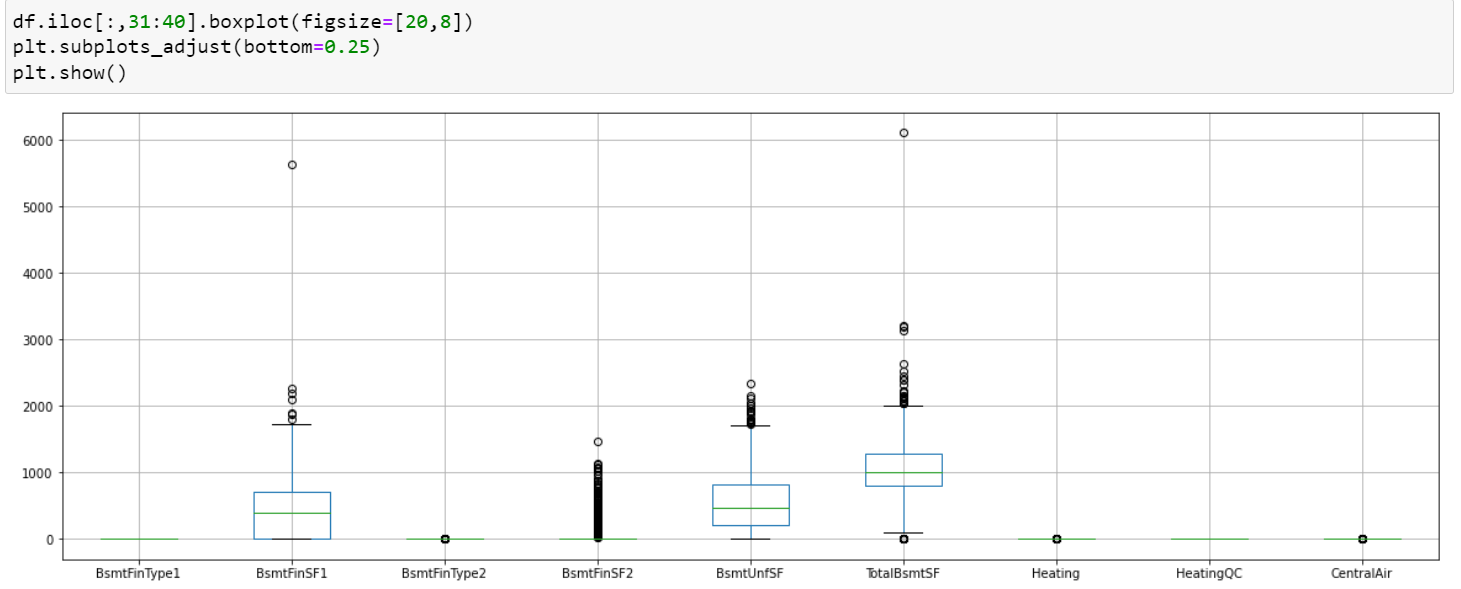 df.iloc[:,31:40].boxplot(figsize=[20,8])
plt.subplots_adjust(bottom=0.25)
plt.show()
6000
5000
4000
3000
2000
1000
0
BsmtFinType1 BsmtFinSF1 BsmtFinType2 BsmtFinSF2 BsmtUnfSF TotalBsmtSF Heating HeatingQC CentralAir